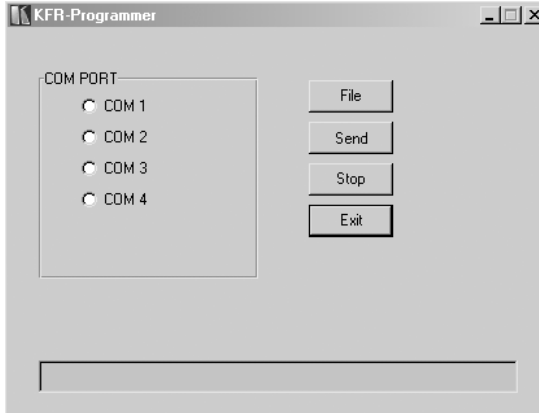 KFR-Programmer
COM PORT
COM 1
COM 2
COM 3
COM 4
File
Send
Stop
Exit